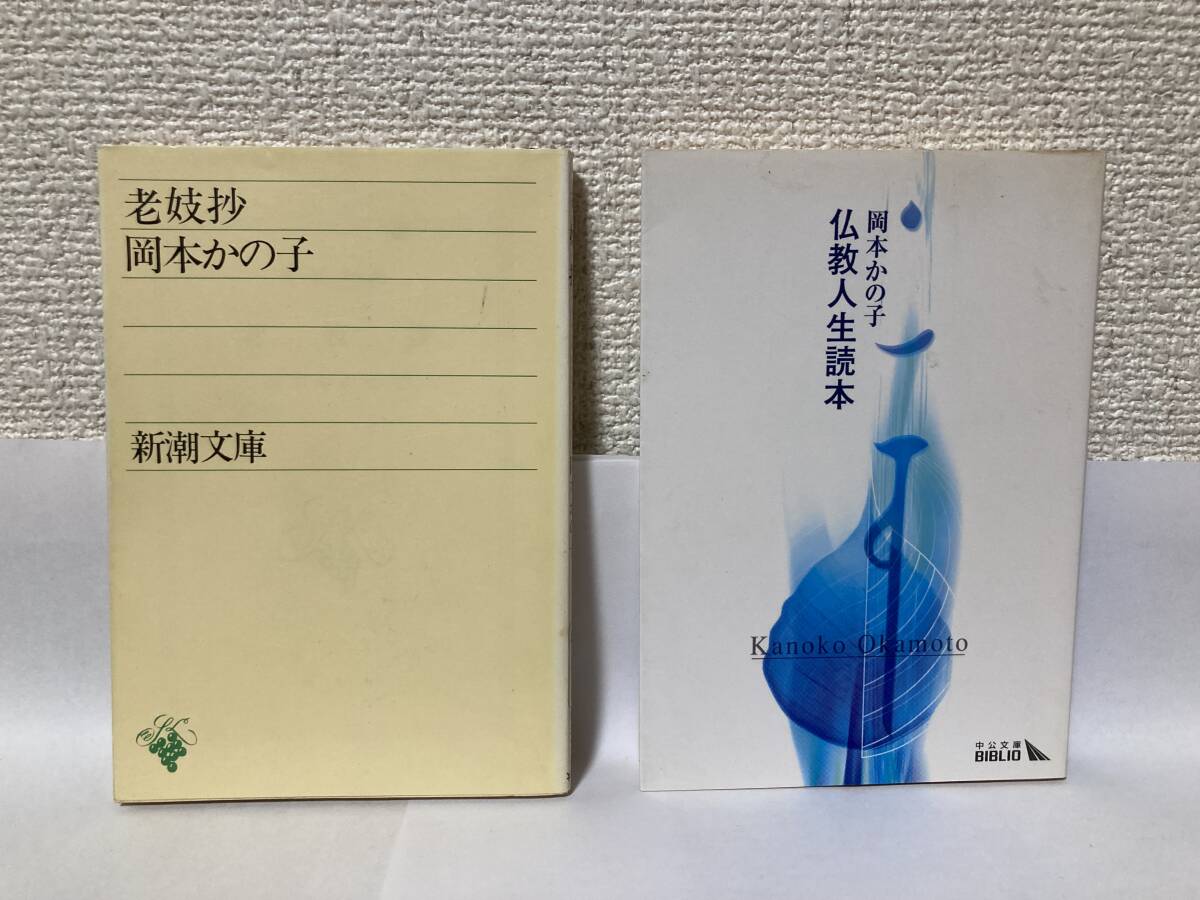 老妓抄
岡本かの子
新潮文庫
岡本かの子
仏教人生読本
Kanoko Okamoto
中公文庫
BIBLIO